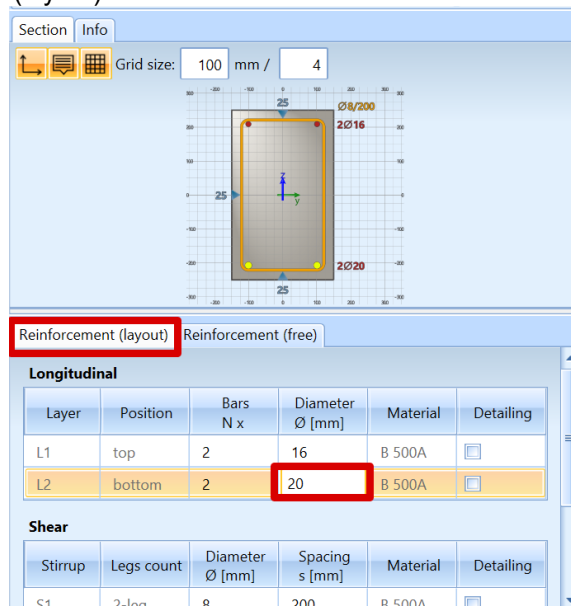 Section Info
Grid size: 100 mm / 4
25
Ø8/200
2Ø16
z
25
y
2Ø20
25
Reinforcement (layout) Reinforcement (free)
Longitudinal
Layer Position Bars N x Diameter Ø [mm] Material Detailing
L1 top 2 16 B 500A
L2 bottom 2 20 B 500A
Shear
Stirrup Legs count Diameter Ø [mm] Spacing s [mm] Material Detailing
S1 2-leg 8 200 B 500A